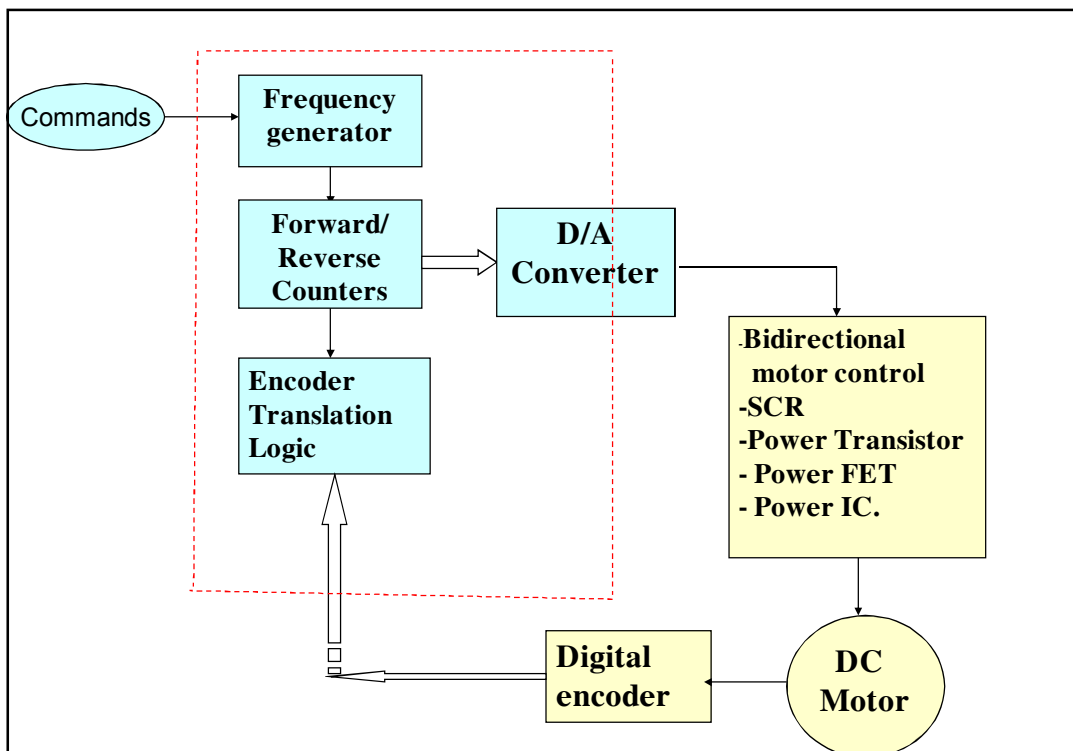 Commands
Frequency
generator
Forward/
Reverse
Counters
D/A
Converter
Encoder
Translation
Logic
-Bidirectional
motor control
-SCR
-Power Transistor
- Power FET
- Power IC.
Digital
encoder
DC
Motor